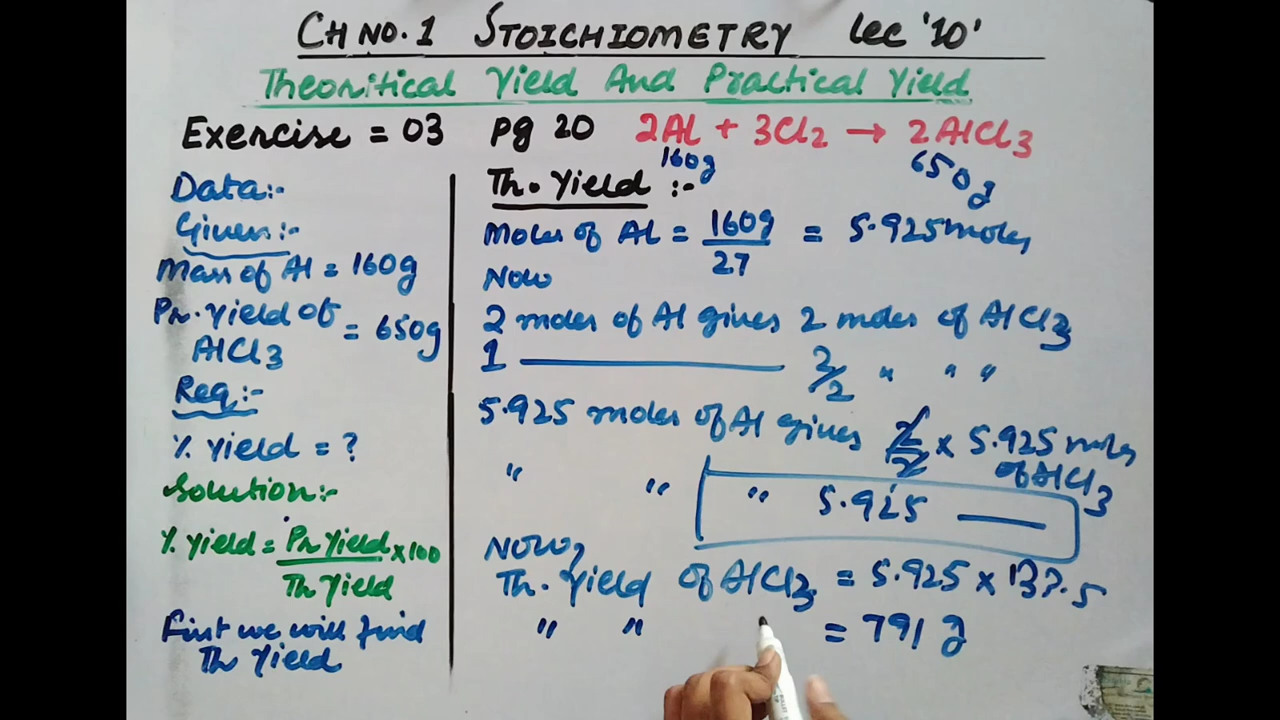 CH NO. 1 STOICHIOMETRY Lec '10'
Theoritical Yield And Practical Yield
Exercise = 03 Pg 20 2Al + 3Cl2 → 2AlCl3
160g 650g
Data:-
Given:-
Mass of Al = 160g
Pr. Yield of AlCl3 = 650g
Req:-
% Yield = ?
Solution:-
% Yield = Pr Yield / Th Yield × 100
First we will find
Th Yield
Th. Yield :-
Moles of Al = 160g / 27 = 5.925 moles
Now
2 moles of Al gives 2 moles of AlCl3
1 ——— 2/2 " " "
5.925 moles of Al gives 2/2 × 5.925 moles of AlCl3
" " " 5.925 ——
Now,
Th. Yield of AlCl3 = 5.925 × 133.5
" " = 791 g